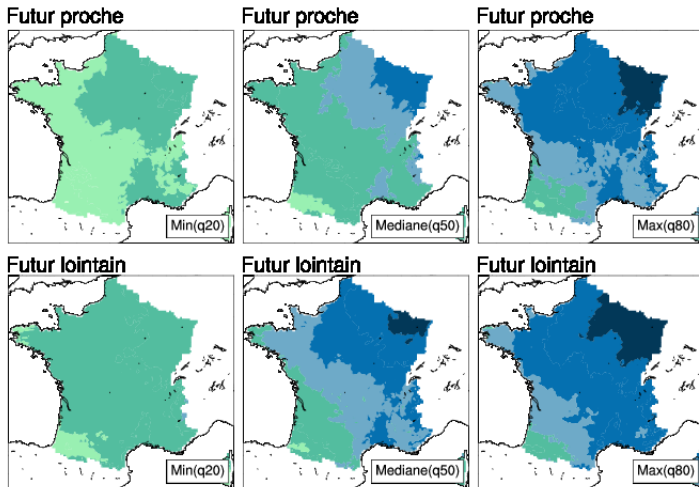 Futur proche
Futur proche
Futur proche
Min(q20)
Mediane(q50)
Max(q80)
Futur lointain
Futur lointain
Futur lointain
Min(q20)
Mediane(q50)
Max(q80)